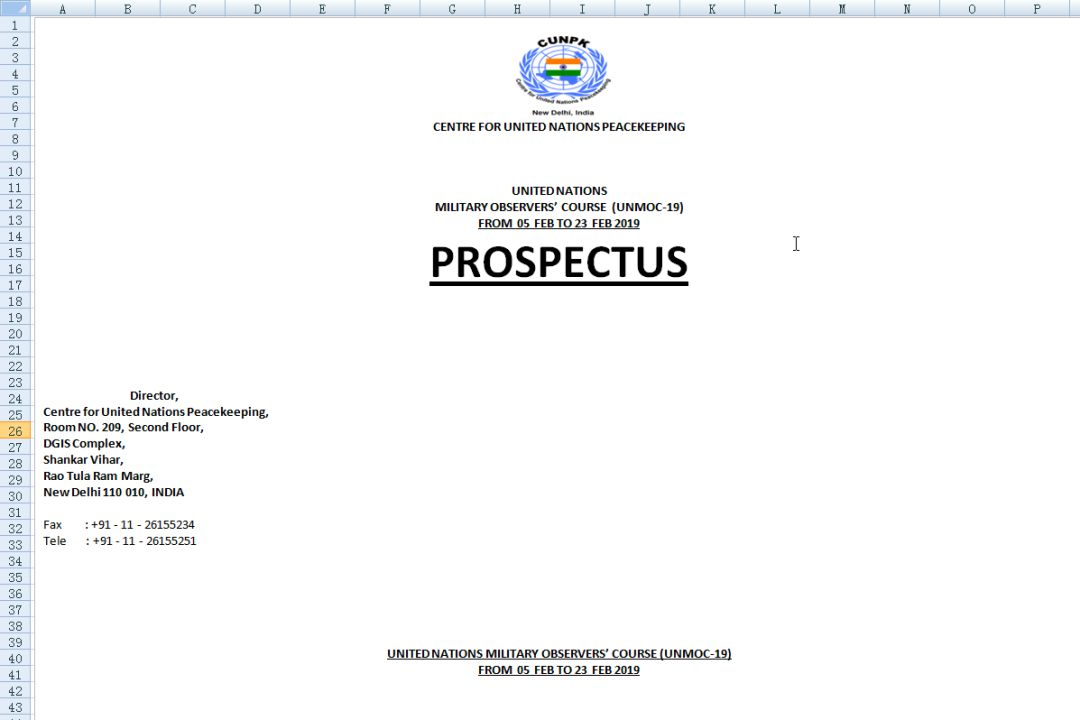 A B C D E F G H I J K L M N O P
1
2
3
4
5
6
7
8
9
10
11
12
13
14
15
16
17
18
19
20
21
22
23
24
25
26
27
28
29
30
31
32
33
34
35
36
37
38
39
40
41
42
43
CUNPK
Centre for United Nations Peacekeeping
New Delhi, India
CENTRE FOR UNITED NATIONS PEACEKEEPING
UNITED NATIONS
MILITARY OBSERVERS’ COURSE (UNMOC-19)
FROM 05 FEB TO 23 FEB 2019
PROSPECTUS
Director,
Centre for United Nations Peacekeeping,
Room NO. 209, Second Floor,
DGIS Complex,
Shankar Vihar,
Rao Tula Ram Marg,
New Delhi 110 010, INDIA
Fax : +91 - 11 - 26155234
Tele : +91 - 11 - 26155251
UNITED NATIONS MILITARY OBSERVERS’ COURSE (UNMOC-19)
FROM 05 FEB TO 23 FEB 2019